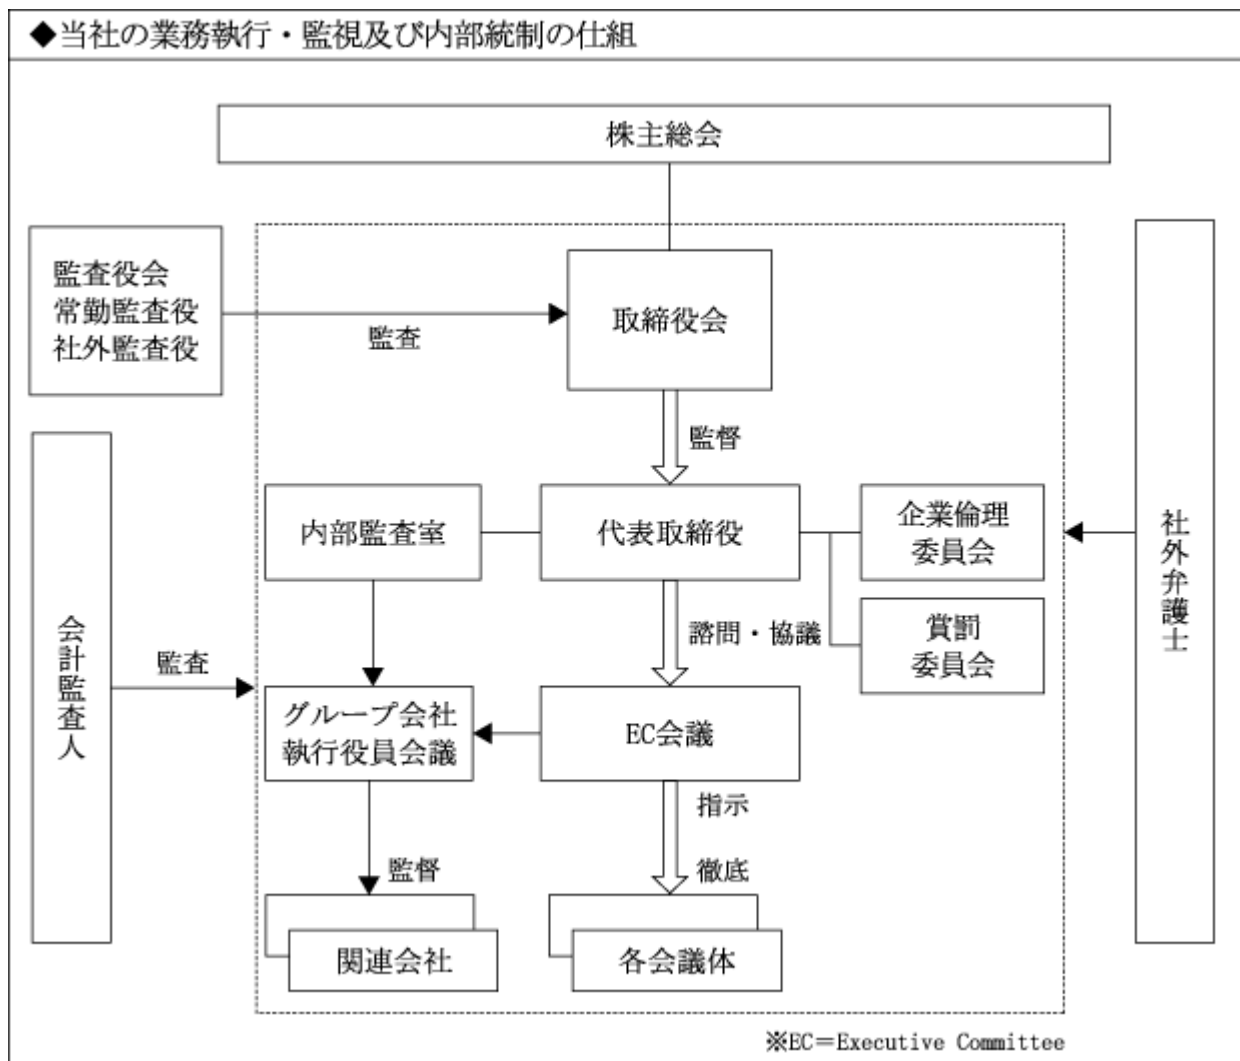 ◆当社の業務執行・監視及び内部統制の仕組
株主総会
監査役会
常勤監査役
社外監査役
監査
取締役会
監督
内部監査室
代表取締役
企業倫理
委員会
社外弁護士
諮問・協議
賞罰
委員会
会計監査人
監査
グループ会社
執行役員会議
EC会議
指示
監督
徹底
関連会社
各会議体
※EC＝Executive Committee